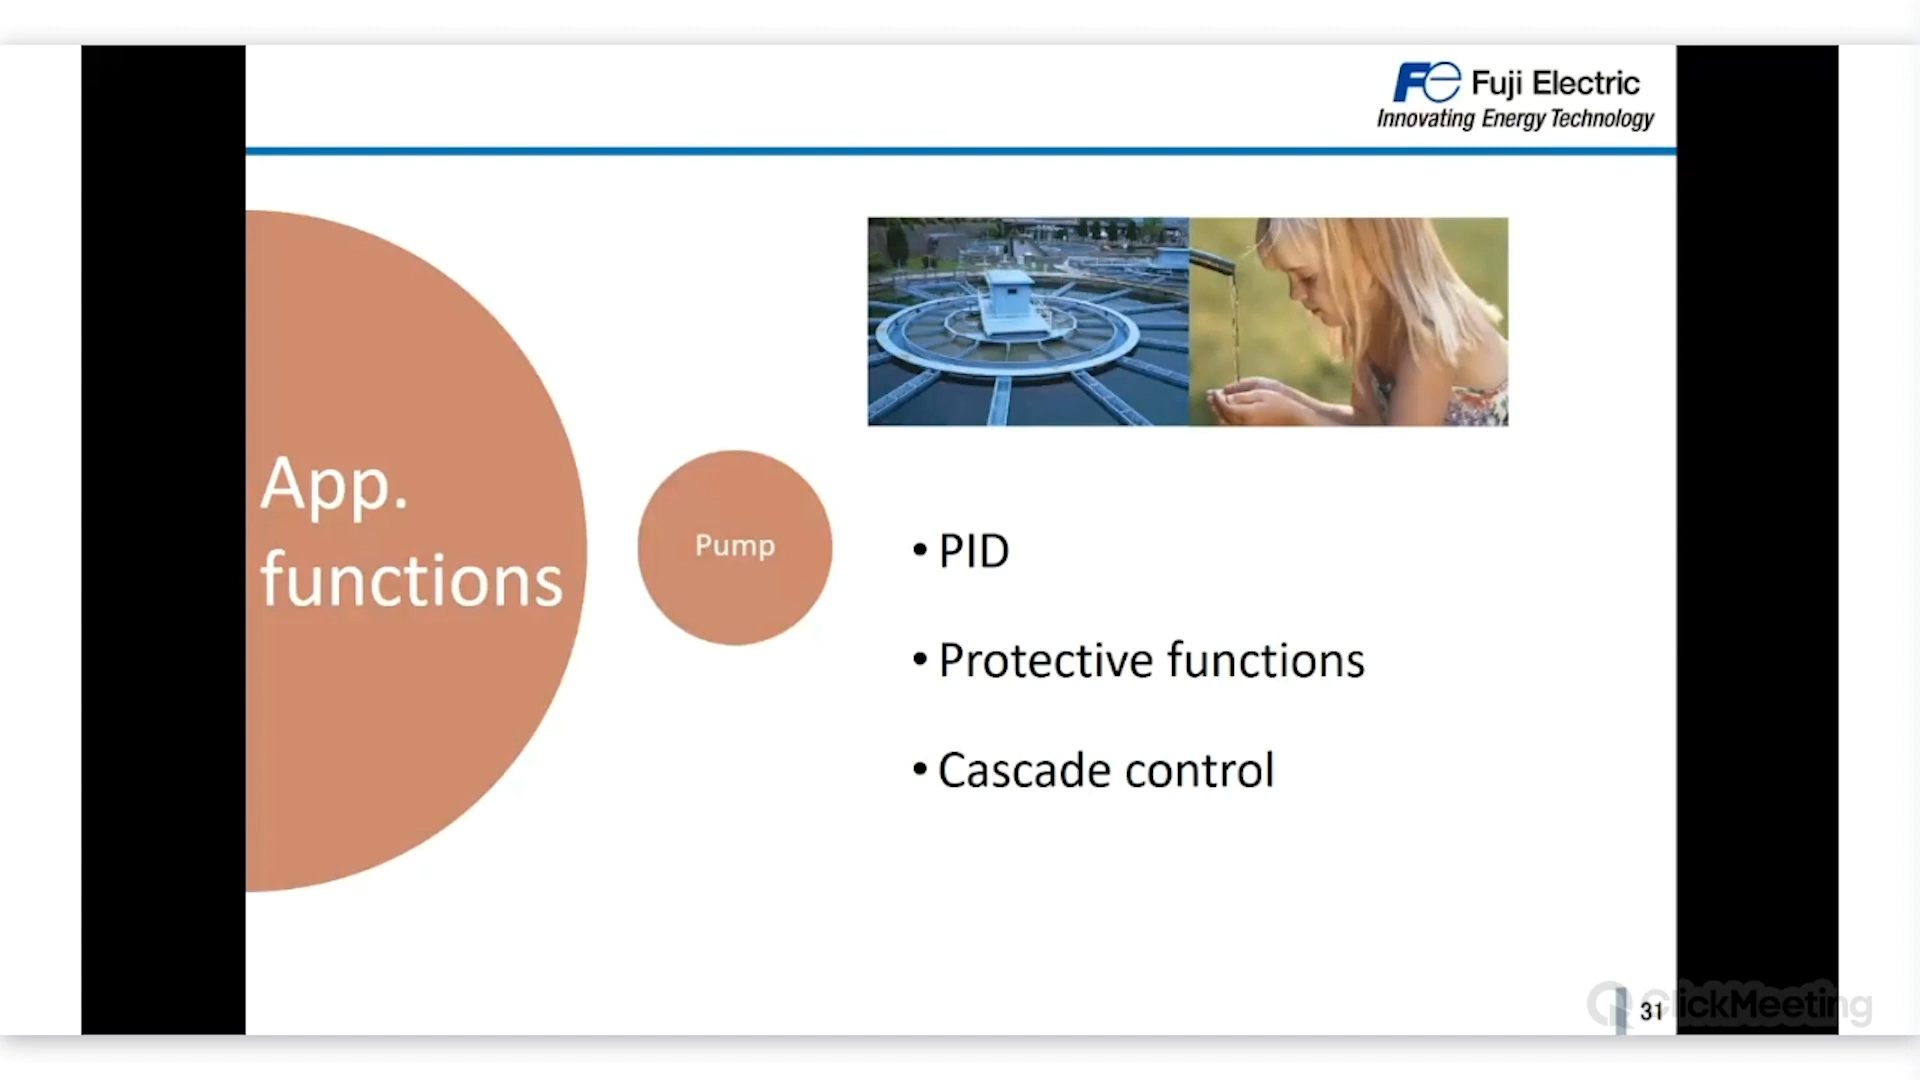 Fuji Electric
Innovating Energy Technology
App.
functions
Pump
• PID
• Protective functions
• Cascade control
31
ClickMeeting